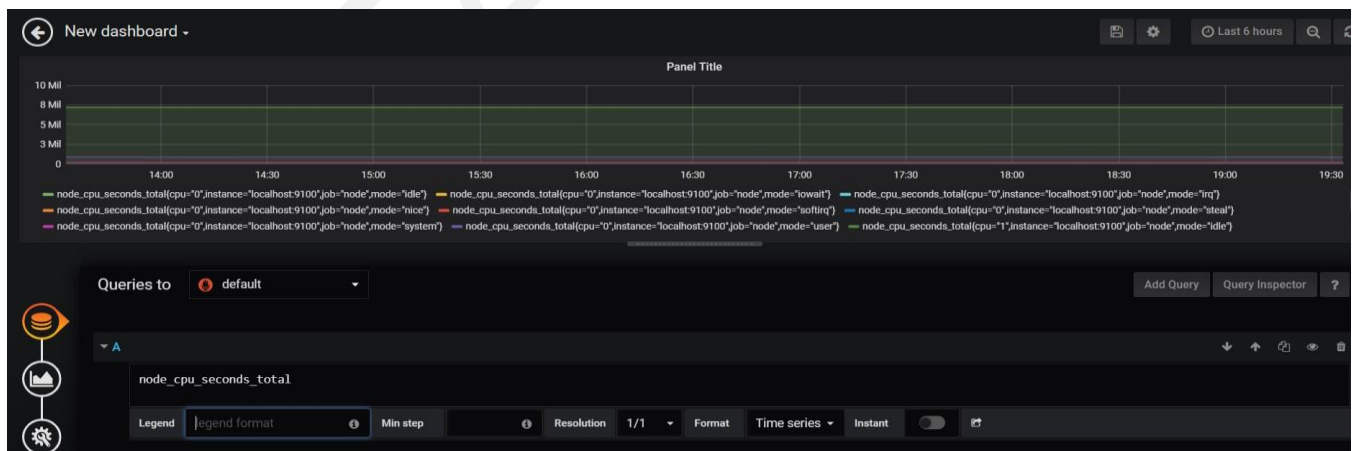 New dashboard
Last 6 hours
Panel Title
10 Mil
8 Mil
5 Mil
3 Mil
0
14:00 14:30 15:00 15:30 16:00 16:30 17:00 17:30 18:00 18:30 19:00 19:30
node_cpu_seconds_total{cpu="0",instance="localhost:9100",job="node",mode="idle"} node_cpu_seconds_total{cpu="0",instance="localhost:9100",job="node",mode="iowait"} node_cpu_seconds_total{cpu="0",instance="localhost:9100",job="node",mode="irq"}
node_cpu_seconds_total{cpu="0",instance="localhost:9100",job="node",mode="nice"} node_cpu_seconds_total{cpu="0",instance="localhost:9100",job="node",mode="softirq"} node_cpu_seconds_total{cpu="0",instance="localhost:9100",job="node",mode="steal"}
node_cpu_seconds_total{cpu="0",instance="localhost:9100",job="node",mode="system"} node_cpu_seconds_total{cpu="0",instance="localhost:9100",job="node",mode="user"} node_cpu_seconds_total{cpu="1",instance="localhost:9100",job="node",mode="idle"}
Queries to default Add Query Query Inspector ?
A
node_cpu_seconds_total
Legend legend format Min step Resolution 1/1 Format Time series Instant